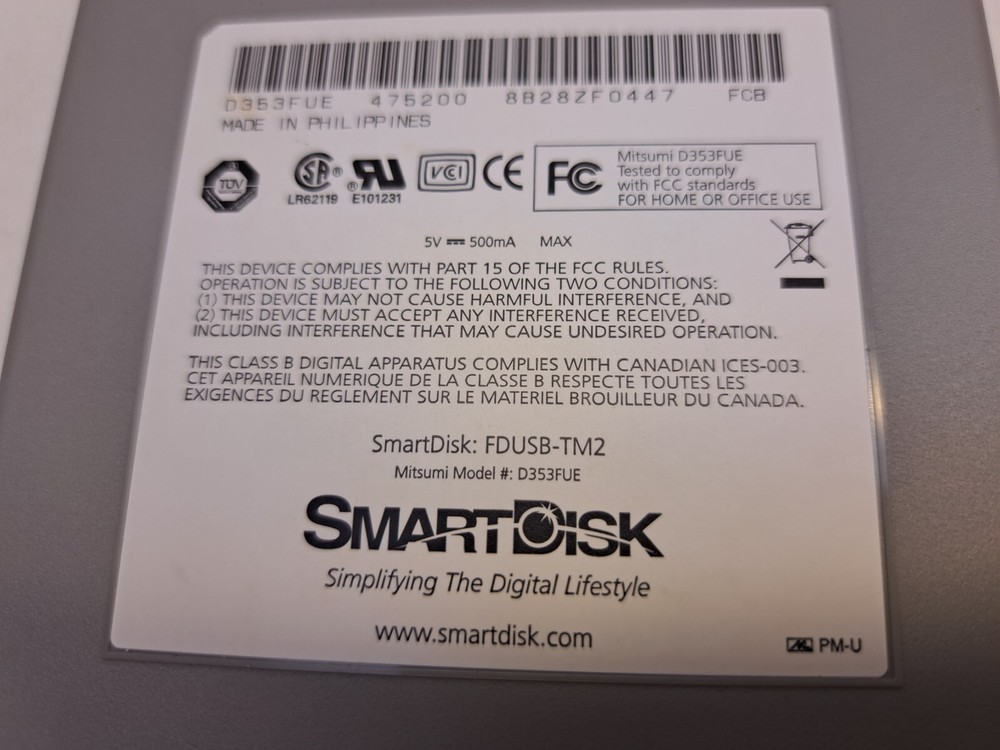 D353FUE 475200 8B28ZF0447 FCB
MADE IN PHILIPPINES
TÜV
SA ® ® RU VCI CE FC
LR62119 E101231
Mitsumi D353FUE
Tested to comply
with FCC standards
FOR HOME OR OFFICE USE
5V 500mA MAX
THIS DEVICE COMPLIES WITH PART 15 OF THE FCC RULES.
OPERATION IS SUBJECT TO THE FOLLOWING TWO CONDITIONS:
(1) THIS DEVICE MAY NOT CAUSE HARMFUL INTERFERENCE, AND
(2) THIS DEVICE MUST ACCEPT ANY INTERFERENCE RECEIVED,
INCLUDING INTERFERENCE THAT MAY CAUSE UNDESIRED OPERATION.
THIS CLASS B DIGITAL APPARATUS COMPLIES WITH CANADIAN ICES-003.
CET APPAREIL NUMERIQUE DE LA CLASSE B RESPECTE TOUTES LES
EXIGENCES DU REGLEMENT SUR LE MATERIEL BROUILLEUR DU CANADA.
SmartDisk: FDUSB-TM2
Mitsumi Model #: D353FUE
SMARTDISK
Simplifying The Digital Lifestyle
www.smartdisk.com
PM-U